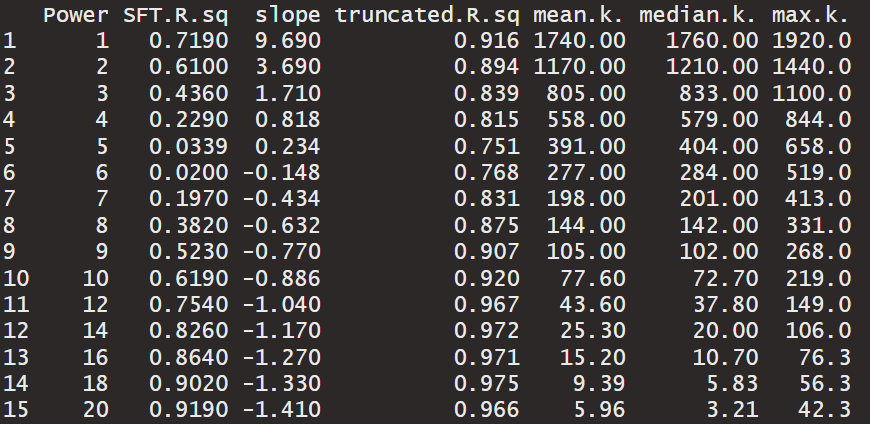 Power SFT.R.sq  slope truncated.R.sq mean.k. median.k. max.k.
1      1   0.7190  9.690          0.916 1740.00   1760.00 1920.0
2      2   0.6100  3.690          0.894 1170.00   1210.00 1440.0
3      3   0.4360  1.710          0.839  805.00    833.00 1100.0
4      4   0.2290  0.818          0.815  558.00    579.00  844.0
5      5   0.0339  0.234          0.751  391.00    404.00  658.0
6      6   0.0200 -0.148          0.768  277.00    284.00  519.0
7      7   0.1970 -0.434          0.831  198.00    201.00  413.0
8      8   0.3820 -0.632          0.875  144.00    142.00  331.0
9      9   0.5230 -0.770          0.907  105.00    102.00  268.0
10    10   0.6190 -0.886          0.920   77.60     72.70  219.0
11    12   0.7540 -1.040          0.967   43.60     37.80  149.0
12    14   0.8260 -1.170          0.972   25.30     20.00  106.0
13    16   0.8640 -1.270          0.971   15.20     10.70   76.3
14    18   0.9020 -1.330          0.975    9.39      5.83   56.3
15    20   0.9190 -1.410          0.966    5.96      3.21   42.3